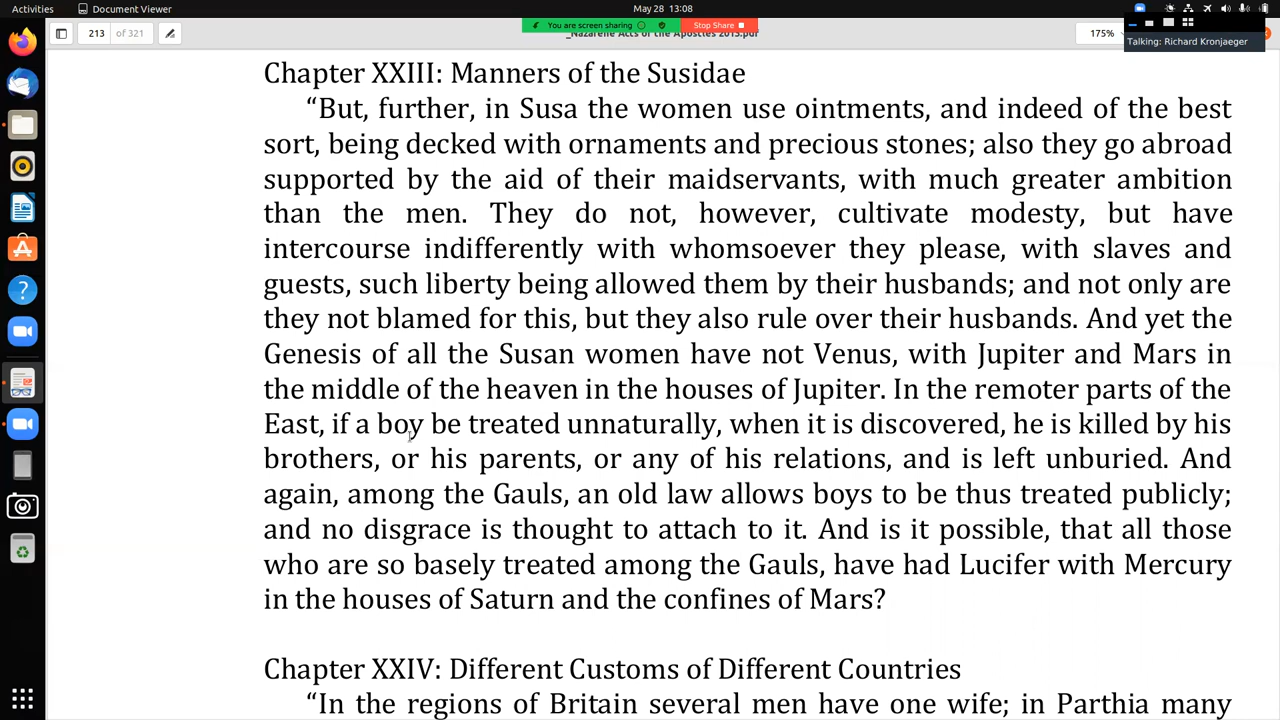 Activities
Document Viewer
May 28 13:08
You are screen sharing
Stop Share
213
of 321
_Nazarene Acts of the Apostles 2013.pdf
175%
Talking: Richard Kronjaeger
Chapter XXIII: Manners of the Susidae
“But, further, in Susa the women use ointments, and indeed of the best
sort, being decked with ornaments and precious stones; also they go abroad
supported by the aid of their maidservants, with much greater ambition
than the men. They do not, however, cultivate modesty, but have
intercourse indifferently with whomsoever they please, with slaves and
guests, such liberty being allowed them by their husbands; and not only are
they not blamed for this, but they also rule over their husbands. And yet the
Genesis of all the Susan women have not Venus, with Jupiter and Mars in
the middle of the heaven in the houses of Jupiter. In the remoter parts of the
East, if a boy be treated unnaturally, when it is discovered, he is killed by his
brothers, or his parents, or any of his relations, and is left unburied. And
again, among the Gauls, an old law allows boys to be thus treated publicly;
and no disgrace is thought to attach to it. And is it possible, that all those
who are so basely treated among the Gauls, have had Lucifer with Mercury
in the houses of Saturn and the confines of Mars?
Chapter XXIV: Different Customs of Different Countries
“In the regions of Britain several men have one wife; in Parthia many